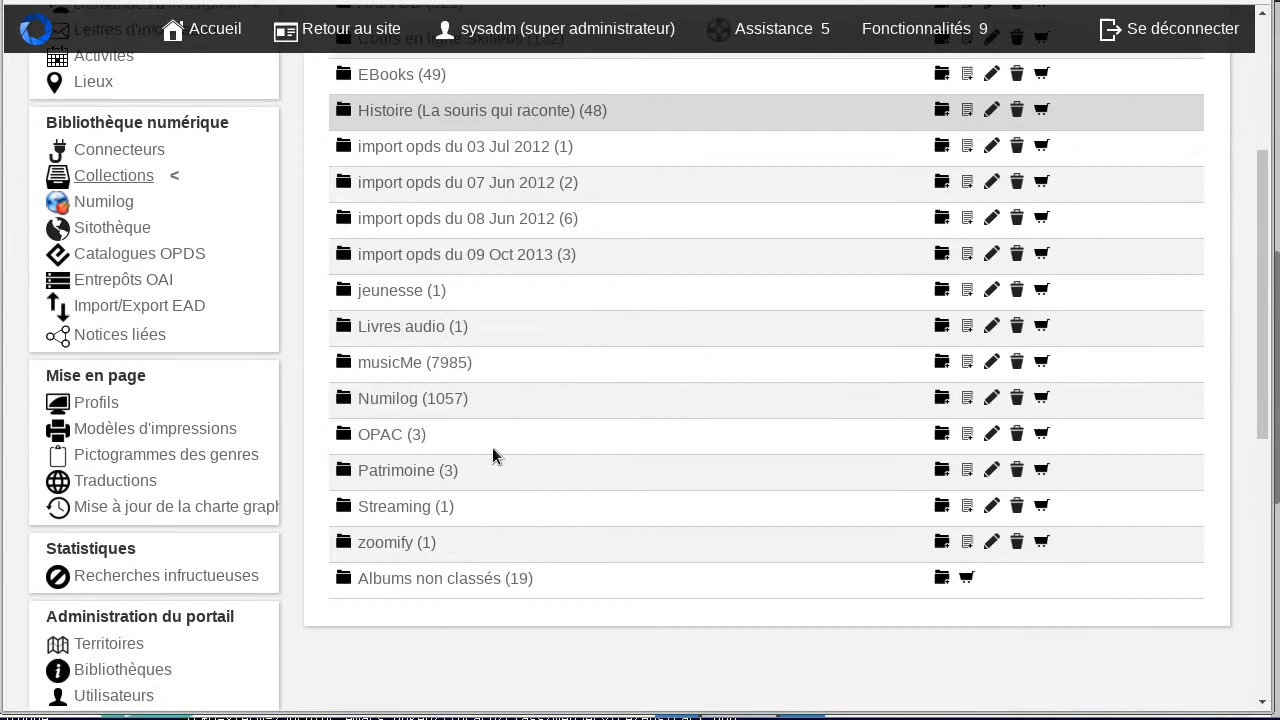 Accueil
Retour au site
sysadm (super administrateur)
Assistance 5
Fonctionnalités 9
Se déconnecter
Activités
Lieux
Bibliothèque numérique
Connecteurs
Collections <
Numilog
Sitothèque
Catalogues OPDS
Entrepôts OAI
Import/Export EAD
Notices liées
Mise en page
Profils
Modèles d'impressions
Pictogrammes des genres
Traductions
Mise à jour de la charte graph
Statistiques
Recherches infructueuses
Administration du portail
Territoires
Bibliothèques
Utilisateurs
EBooks (49)
Histoire (La souris qui raconte) (48)
import opds du 03 Jul 2012 (1)
import opds du 07 Jun 2012 (2)
import opds du 08 Jun 2012 (6)
import opds du 09 Oct 2013 (3)
jeunesse (1)
Livres audio (1)
musicMe (7985)
Numilog (1057)
OPAC (3)
Patrimoine (3)
Streaming (1)
zoomify (1)
Albums non classés (19)